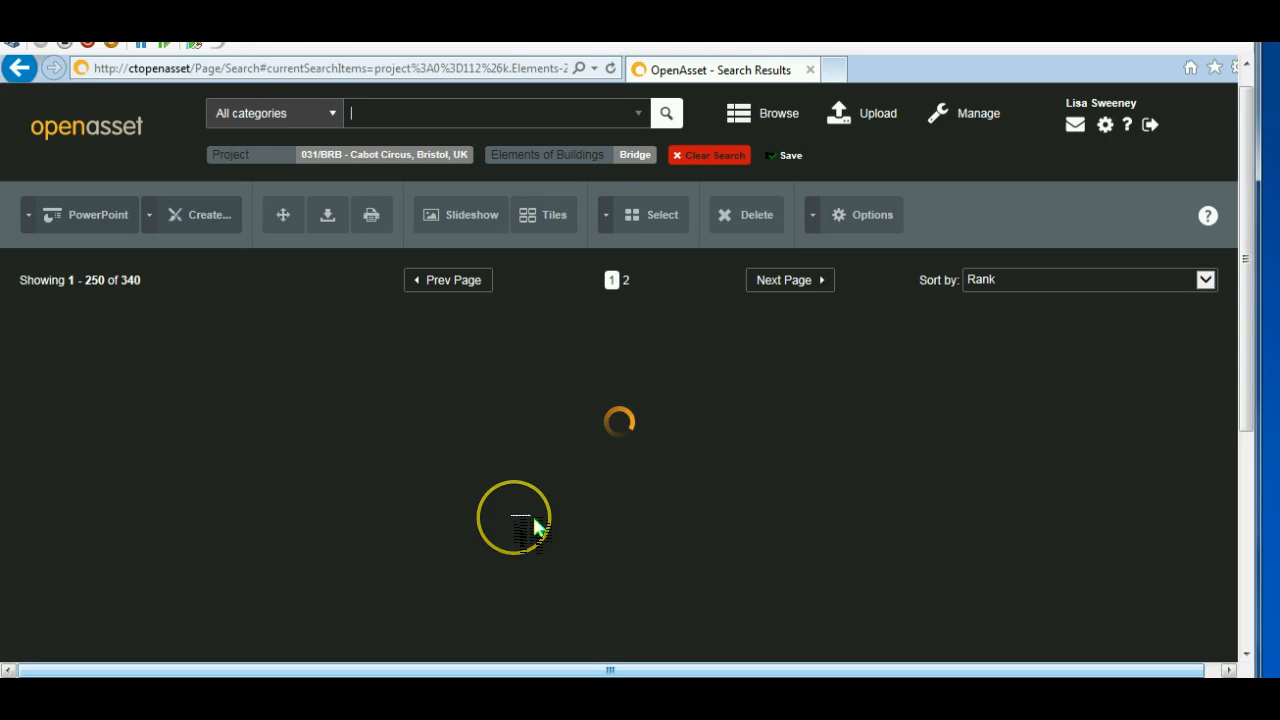 http://ctopenasset/Page/Search#currentSearchItems=project%3A0%3D112%26k.Elements-2
OpenAsset - Search Results
openasset
All categories
Browse
Upload
Manage
Lisa Sweeney
Project 031/BRB - Cabot Circus, Bristol, UK
Elements of Buildings Bridge
Clear Search
Save
PowerPoint
Create...
Slideshow
Tiles
Select
Delete
Options
Showing 1 - 250 of 340
Prev Page
1 2
Next Page
Sort by: Rank